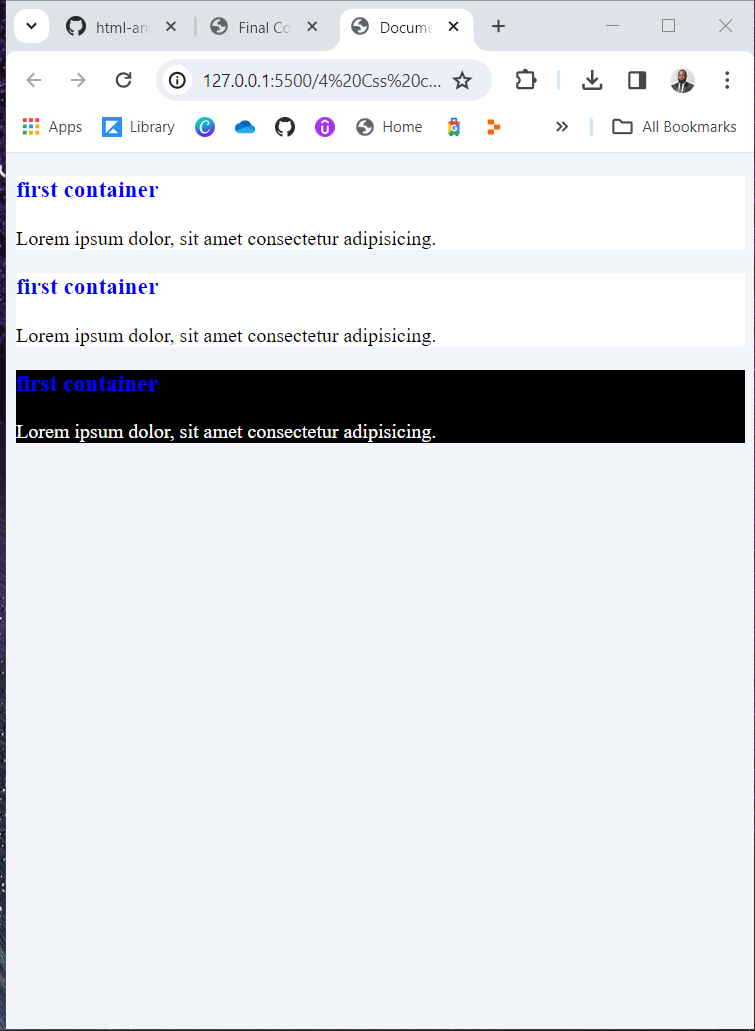 html-an
Final Co
Docume
127.0.0.1:5500/4%20Css%20c...
Apps
Library
Home
All Bookmarks
first container
Lorem ipsum dolor, sit amet consectetur adipisicing.
first container
Lorem ipsum dolor, sit amet consectetur adipisicing.
first container
Lorem ipsum dolor, sit amet consectetur adipisicing.